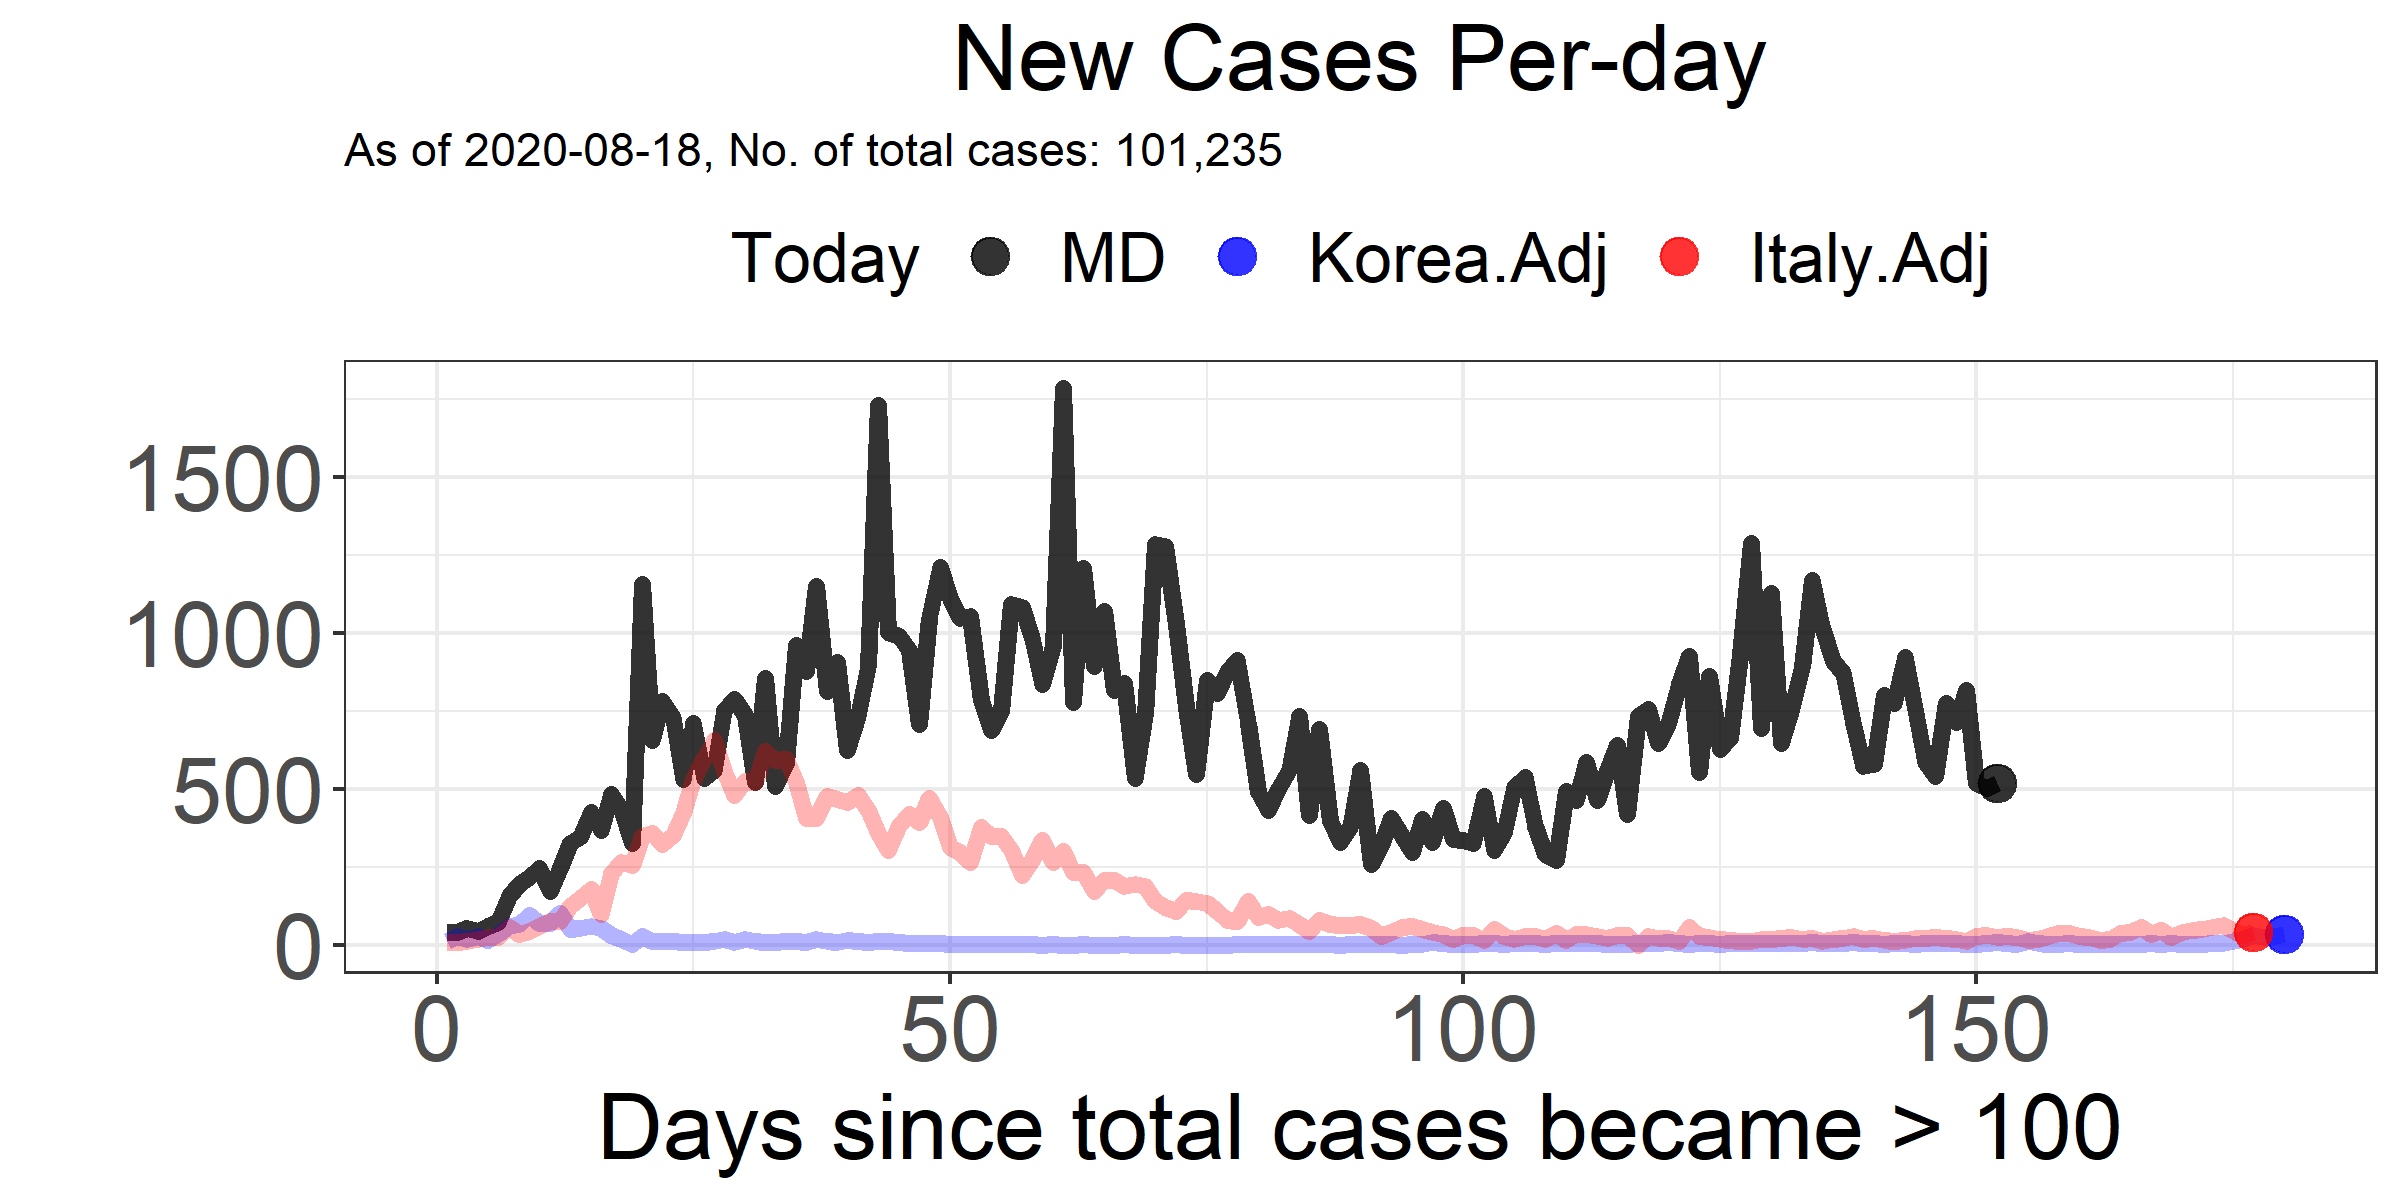 New Cases Per-day
As of 2020-08-18, No. of total cases: 101,235
Today MD Korea.Adj Italy.Adj
1500
1000
500
0
0 50 100 150
Days since total cases became > 100